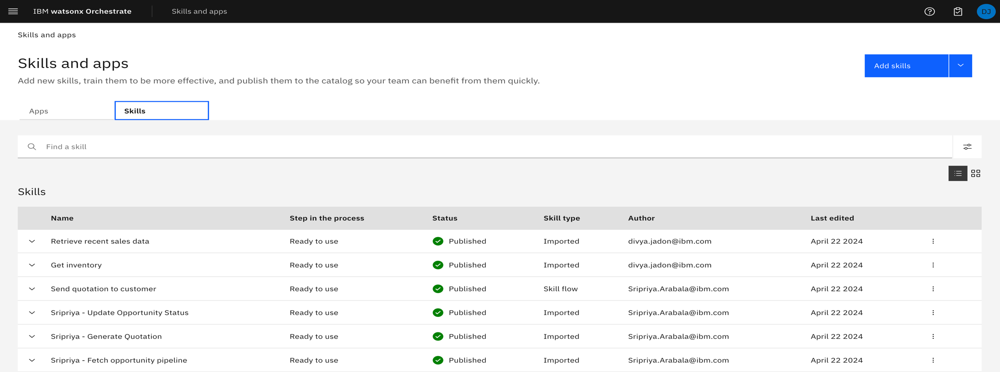 IBM watsonx Orchestrate Skills and apps DJ
Skills and apps
Skills and apps
Add skills
Add new skills, train them to be more effective, and publish them to the catalog so your team can benefit from them quickly.
Apps Skills
Find a skill
Skills
Name Step in the process Status Skill type Author Last edited
Retrieve recent sales data Ready to use Published Imported divya.jadon@ibm.com April 22 2024
Get inventory Ready to use Published Imported divya.jadon@ibm.com April 22 2024
Send quotation to customer Ready to use Published Skill flow Sripriya.Arabala@ibm.com April 22 2024
Sripriya - Update Opportunity Status Ready to use Published Imported Sripriya.Arabala@ibm.com April 22 2024
Sripriya - Generate Quotation Ready to use Published Imported Sripriya.Arabala@ibm.com April 22 2024
Sripriya - Fetch opportunity pipeline Ready to use Published Imported Sripriya.Arabala@ibm.com April 22 2024